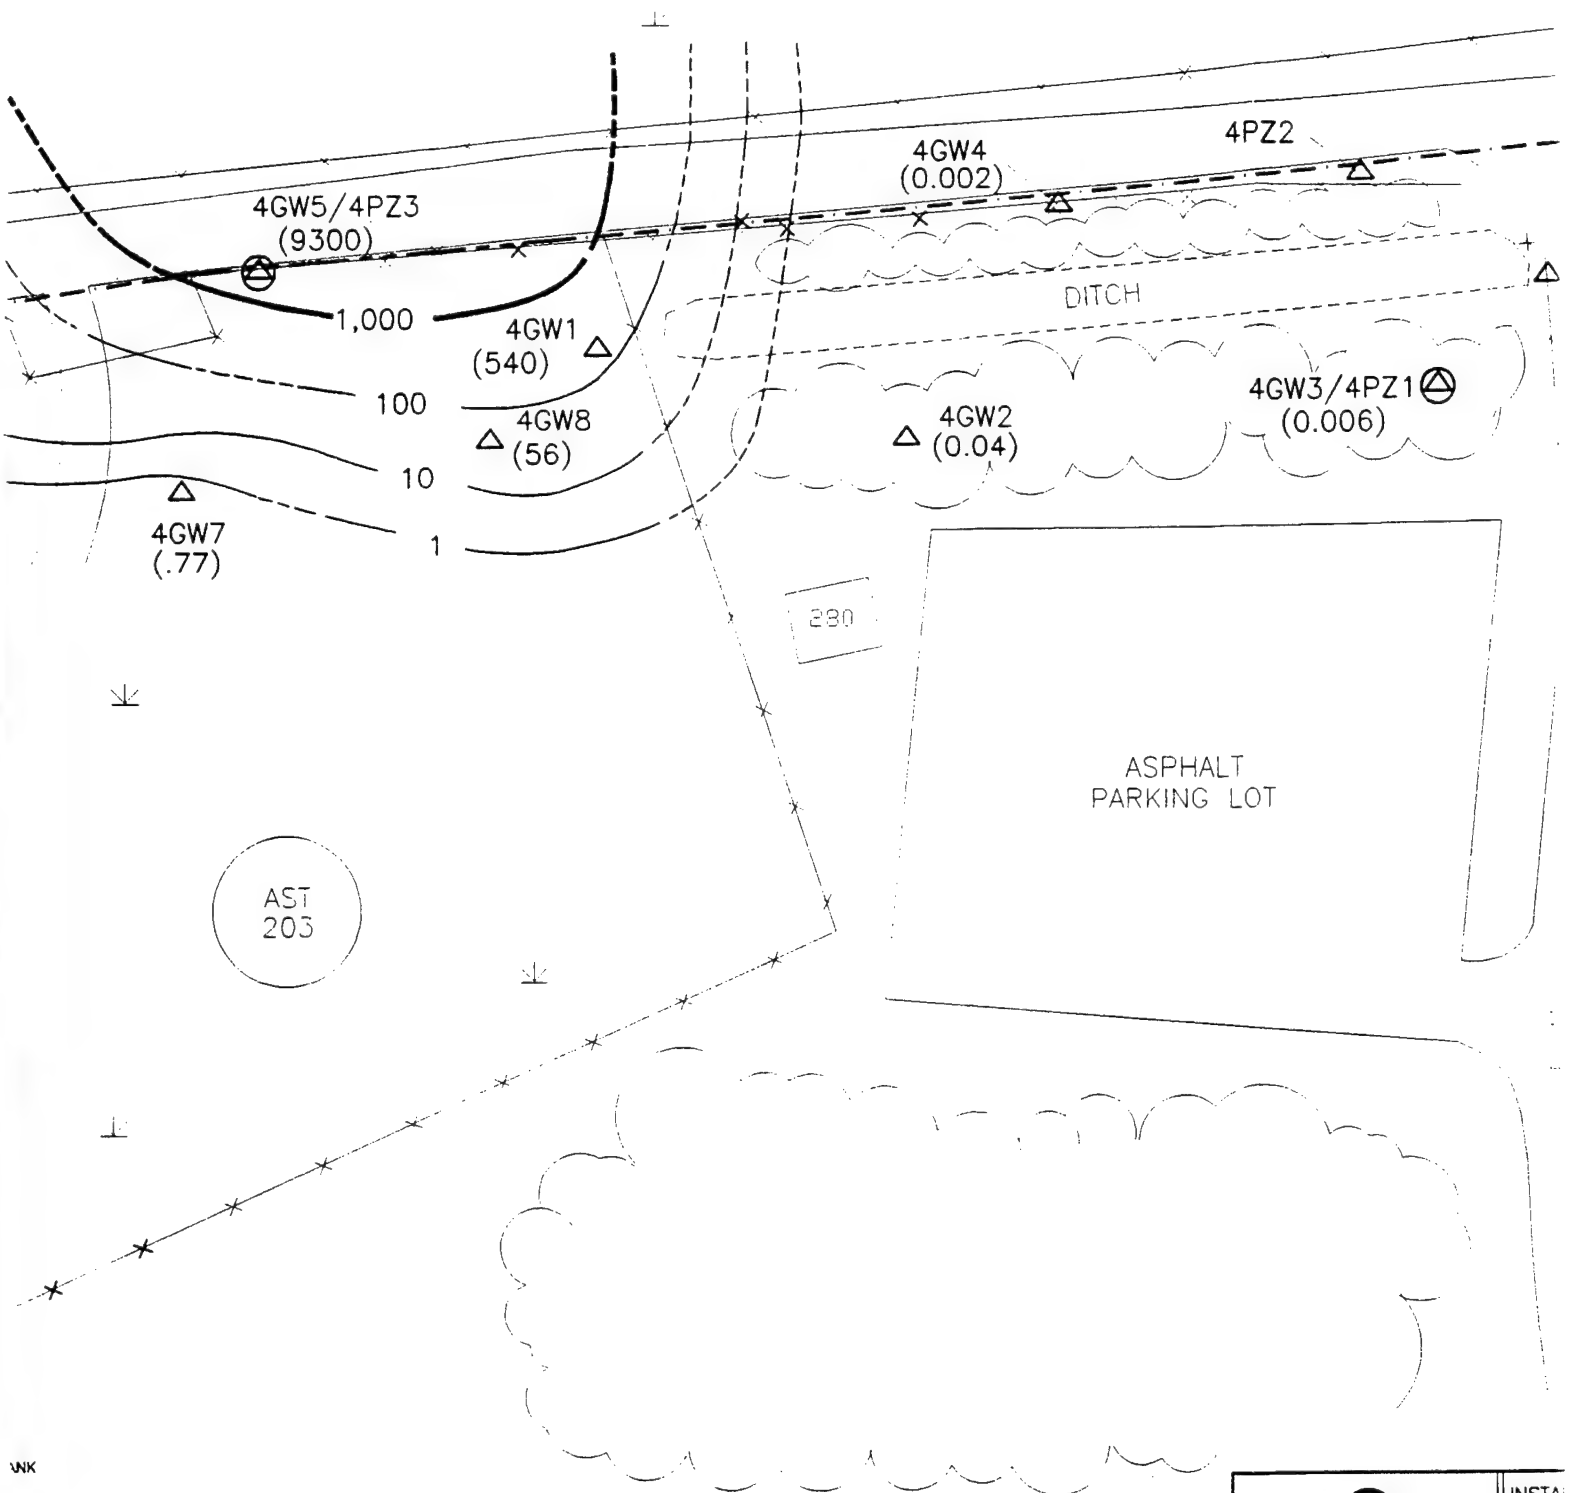 4PZ2
4GW4
(0.002)
4GW5/4PZ3
(9300)
DITCH
1,000
4GW1
(540)
100
4GW3/4PZ1
(0.006)
4GW8
(56)
4GW2
(0.04)
10
4GW7
(.77)
1
280
ASPHALT
PARKING LOT
AST
203